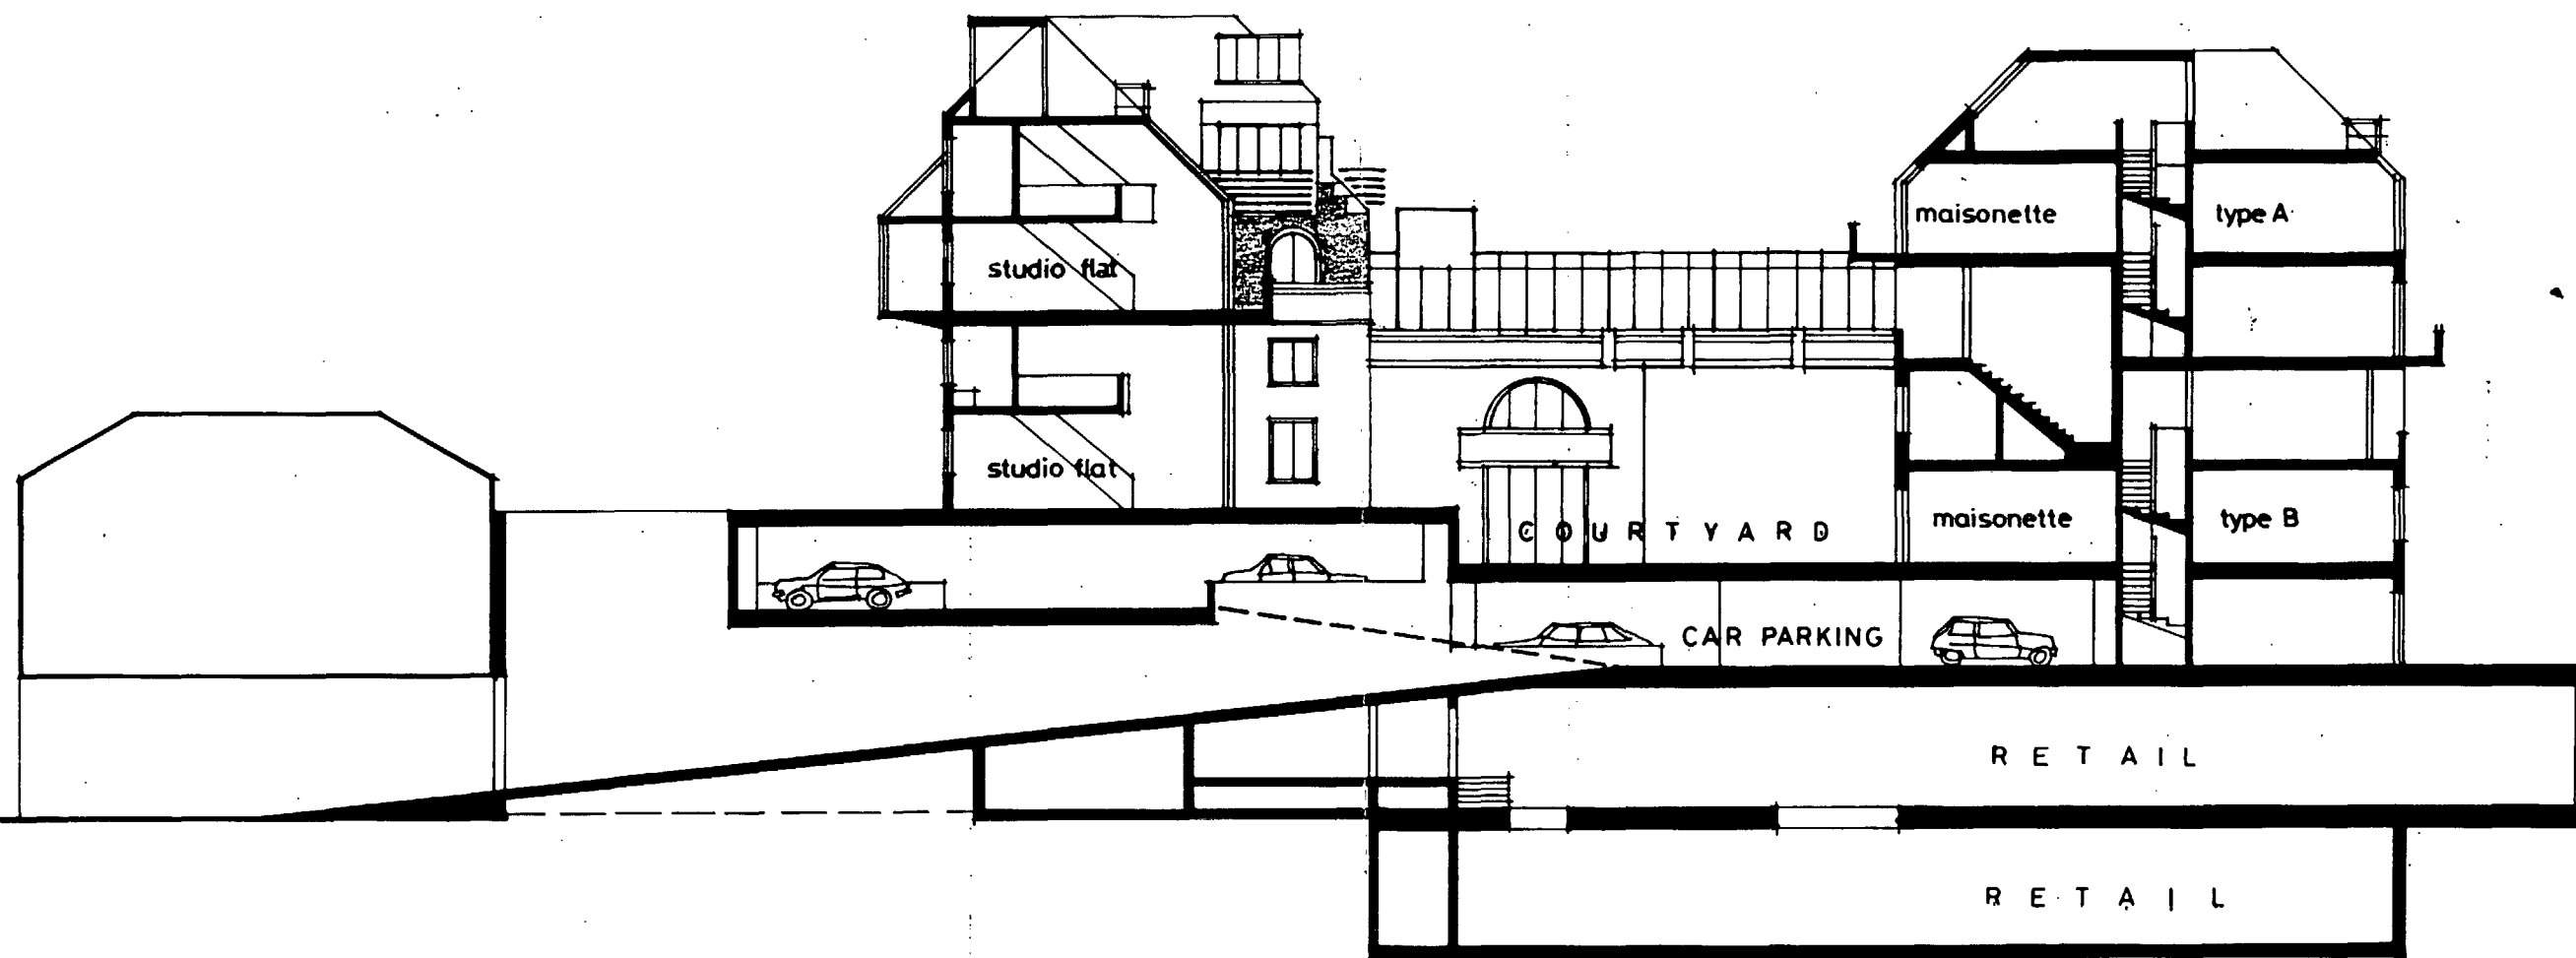 maisonette type A
studio flat
studio flat
maisonette type B
COURTYARD
CAR PARKING
RETAIL
RETAIL